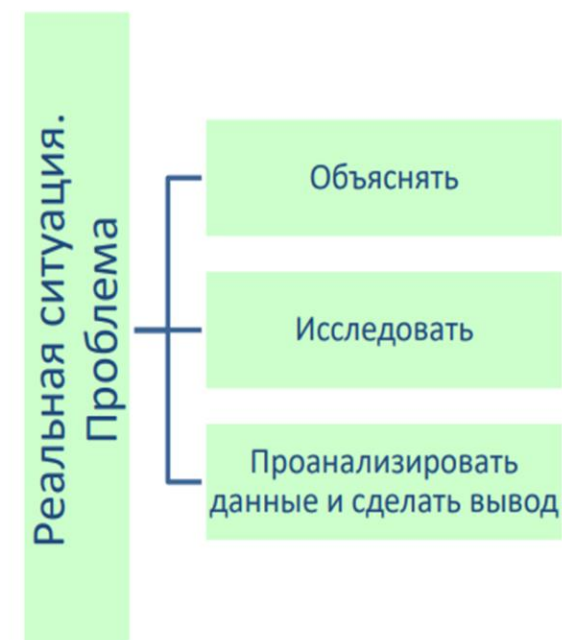 Реальная ситуация.
Проблема
Объяснять
Исследовать
Проанализировать
данные и сделать вывод